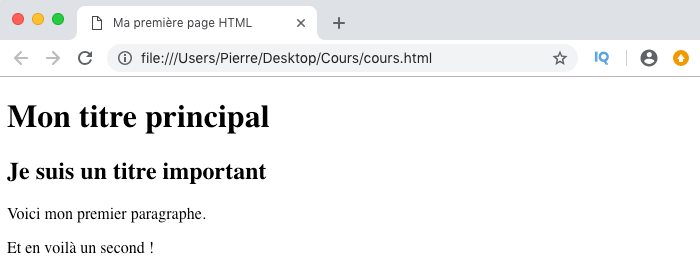 Ma première page HTML
file:///Users/Pierre/Desktop/Cours/cours.html
IQ
Mon titre principal
Je suis un titre important
Voici mon premier paragraphe.
Et en voilà un second !